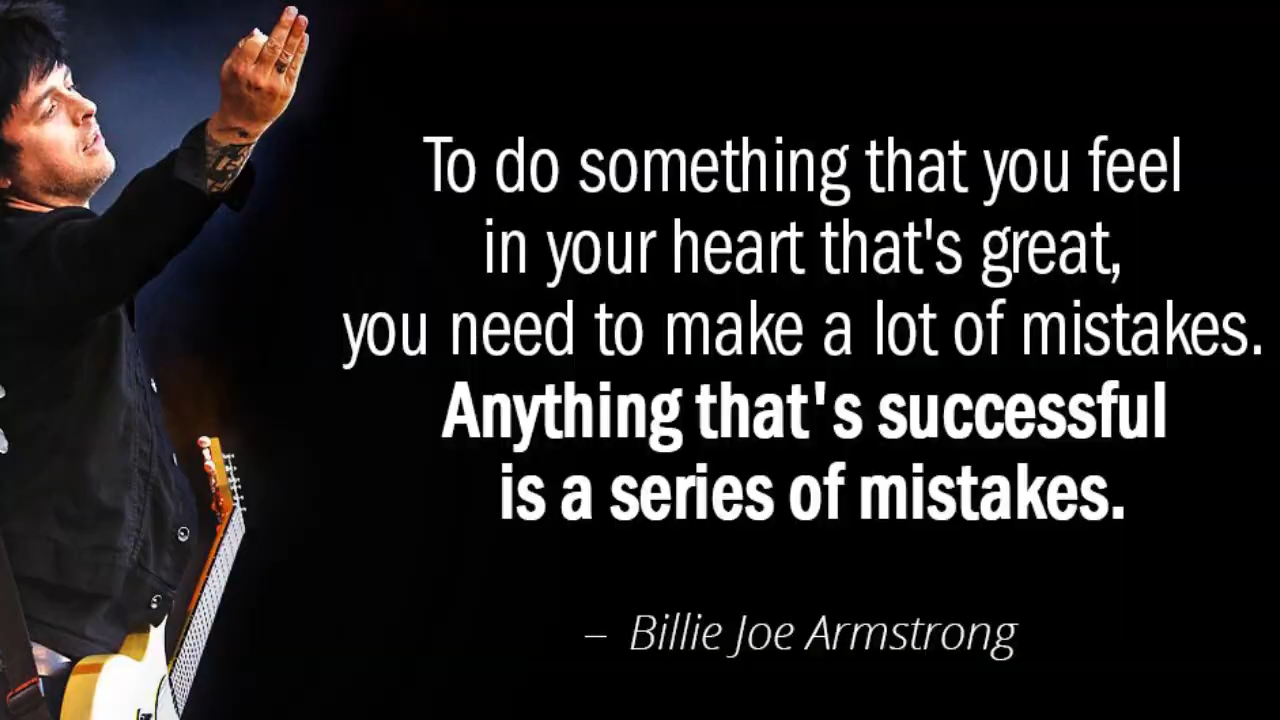 To do something that you feel
in your heart that's great,
you need to make a lot of mistakes.
Anything that's successful
is a series of mistakes.
– Billie Joe Armstrong